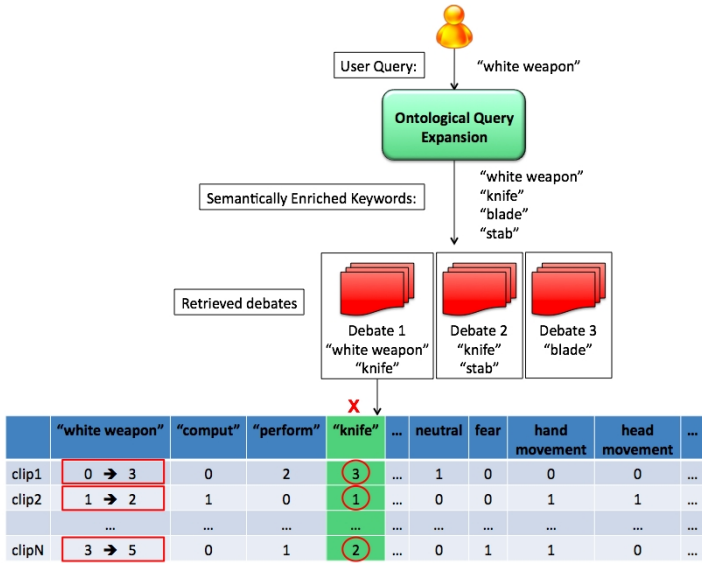 User Query:
“white weapon”
Ontological Query
Expansion
Semantically Enriched Keywords:
“white weapon”
“knife”
“blade”
“stab”
Retrieved debates
Debate 1
“white weapon”
“knife”
Debate 2
“knife”
“stab”
Debate 3
“blade”
X
“white weapon” “comput” “perform” “knife” ... neutral fear hand movement head movement ...
clip1 0 ➔ 3 0 2 3 ... 1 0 0 0 ...
clip2 1 ➔ 2 1 0 1 ... 0 0 1 1 ...
... ... ... ... ... ... ... ... ... ...
clipN 3 ➔ 5 0 1 2 ... 0 1 1 0 ...